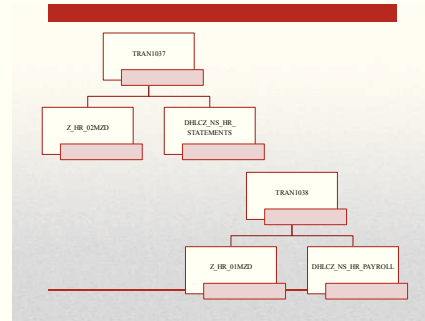 TRAN1037
Z_HR_02MZD
DHLCZ_NS_HR_
STATEMENTS
TRAN1038
Z_HR_01MZD
DHLCZ_NS_HR_PAYROLL